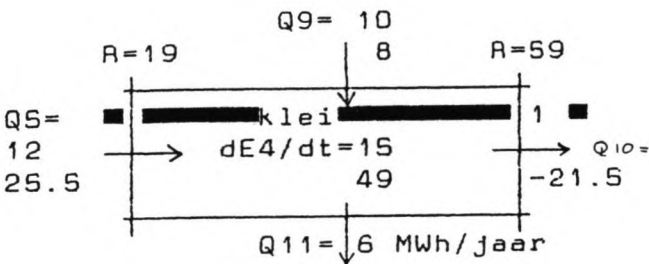 Q9= 10
R=19 8 R=59
Q5= klei 1
12 dE4/dt=15 Q10=
25.5 49 -21.5
Q11= 6 MWh/jaar